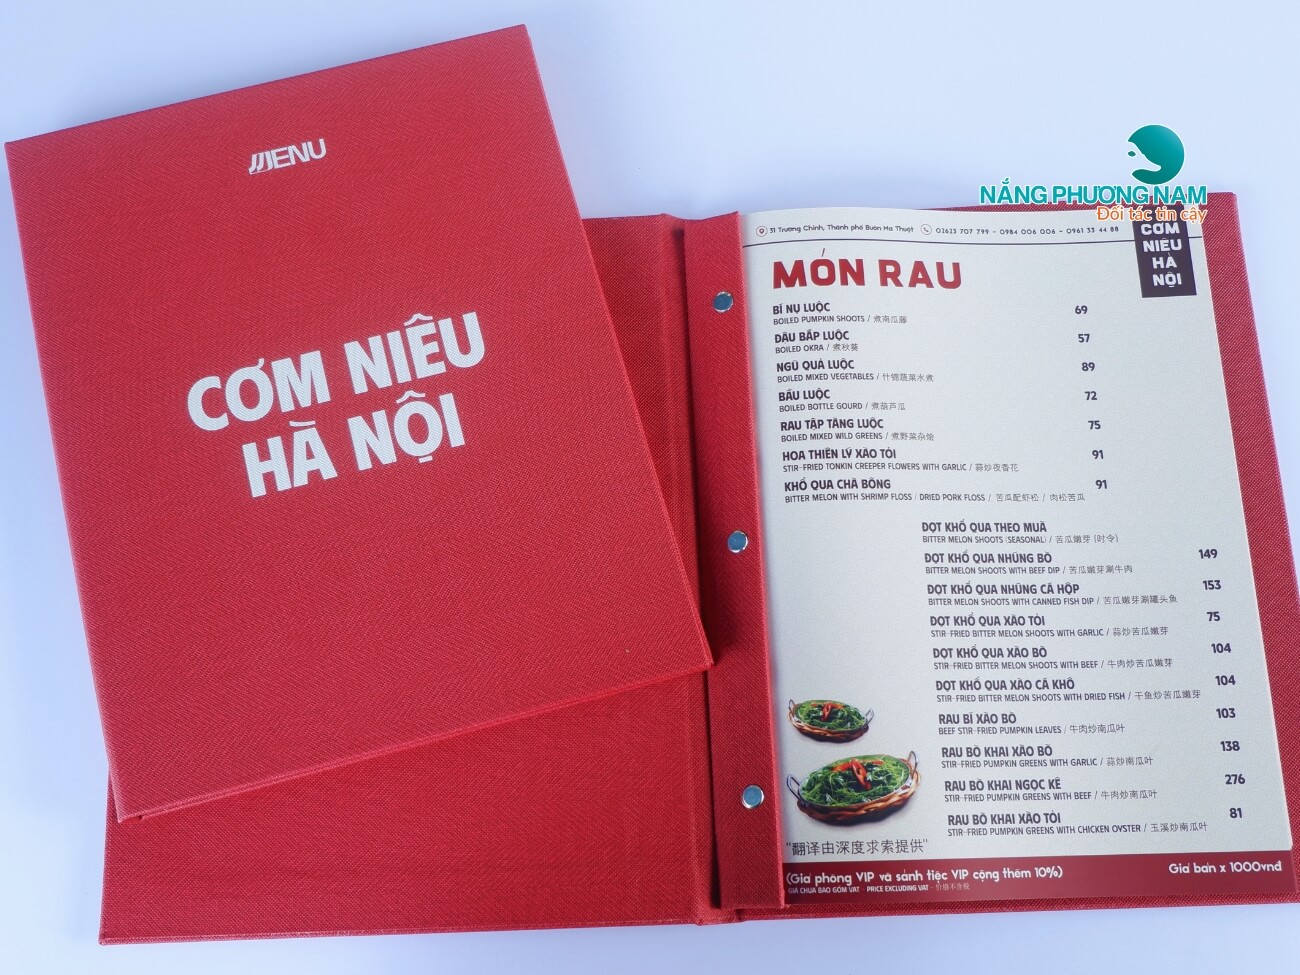 MENU
CƠM NIÊU
HÀ NỘI
NẮNG PHƯƠNG NAM
Đối tác tin cậy
31 Trường Chinh, Thành phố Buôn Ma Thuột
02623 707 799 - 0984 006 006 - 0961 33 44 88
CƠM
NIÊU
HÀ
NỘI
MÓN RAU
BÍ NỤ LUỘC 69
BOILED PUMPKIN SHOOTS / 煮南瓜藤
ĐẬU BẮP LUỘC 57
BOILED OKRA / 煮秋葵
NGŨ QUẢ LUỘC 89
BOILED MIXED VEGETABLES / 什锦蔬菜水煮
BẦU LUỘC 72
BOILED BOTTLE GOURD / 煮葫芦瓜
RAU TẬP TÀNG LUỘC 75
BOILED MIXED WILD GREENS / 煮野菜杂烩
HOA THIÊN LÝ XÀO TỎI 91
STIR-FRIED TONKIN CREEPER FLOWERS WITH GARLIC / 蒜炒夜香花
KHỔ QUA CHÀ BÔNG 91
BITTER MELON WITH SHRIMP FLOSS / DRIED PORK FLOSS / 苦瓜配虾松 / 肉松苦瓜
ĐỌT KHỔ QUA THEO MÙA
BITTER MELON SHOOTS (SEASONAL) / 苦瓜嫩芽 (时令)
ĐỌT KHỔ QUA NHÚNG BÒ 149
BITTER MELON SHOOTS WITH BEEF DIP / 苦瓜嫩芽涮牛肉
ĐỌT KHỔ QUA NHÚNG CÁ HỘP 153
BITTER MELON SHOOTS WITH CANNED FISH DIP / 苦瓜嫩芽涮罐头鱼
ĐỌT KHỔ QUA XÀO TỎI 75
STIR-FRIED BITTER MELON SHOOTS WITH GARLIC / 蒜炒苦瓜嫩芽
ĐỌT KHỔ QUA XÀO BÒ 104
STIR-FRIED BITTER MELON SHOOTS WITH BEEF / 牛肉炒苦瓜嫩芽
ĐỌT KHỔ QUA XÀO CÁ KHÔ 104
STIR-FRIED BITTER MELON SHOOTS WITH DRIED FISH / 干鱼炒苦瓜嫩芽
RAU BÍ XÀO BÒ 103
BEEF STIR-FRIED PUMPKIN LEAVES / 牛肉炒南瓜叶
RAU BÒ KHAI XÀO BÒ 138
STIR-FRIED PUMPKIN GREENS WITH GARLIC / 蒜炒南瓜叶
RAU BÒ KHAI NGỌC KÊ 276
STIR-FRIED PUMPKIN GREENS WITH BEEF / 牛肉炒南瓜叶
RAU BÒ KHAI XÀO TỎI 81
STIR-FRIED PUMPKIN GREENS WITH CHICKEN OYSTER / 玉溪炒南瓜叶
"翻译由深度求索提供"
(Giá phòng VIP và sảnh tiệc VIP cộng thêm 10%) Giá bán x 1000vnđ
GIÁ CHƯA BAO GỒM VAT - PRICE EXCLUDING VAT - 价格不含税